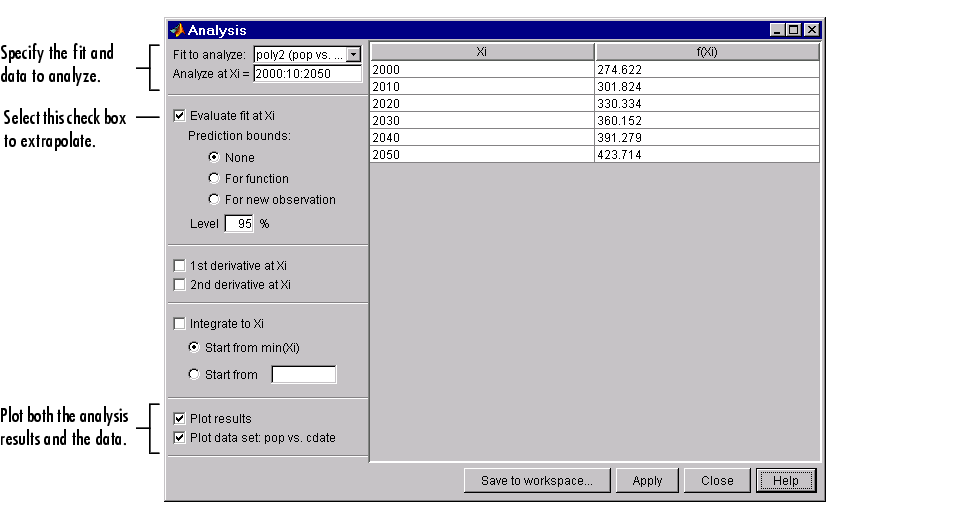 Analysis
Specify the fit and
data to analyze.
Fit to analyze: poly2 (pop vs. ...
Analyze at Xi = 2000:10:2050
Select this check box
to extrapolate.
Evaluate fit at Xi
Prediction bounds:
None
For function
For new observation
Level 95 %
1st derivative at Xi
2nd derivative at Xi
Integrate to Xi
Start from min(Xi)
Start from
Plot both the analysis
results and the data.
Plot results
Plot data set: pop vs. cdate
Xi f(Xi)
2000 274.622
2010 301.824
2020 330.334
2030 360.152
2040 391.279
2050 423.714
Save to workspace... Apply Close Help